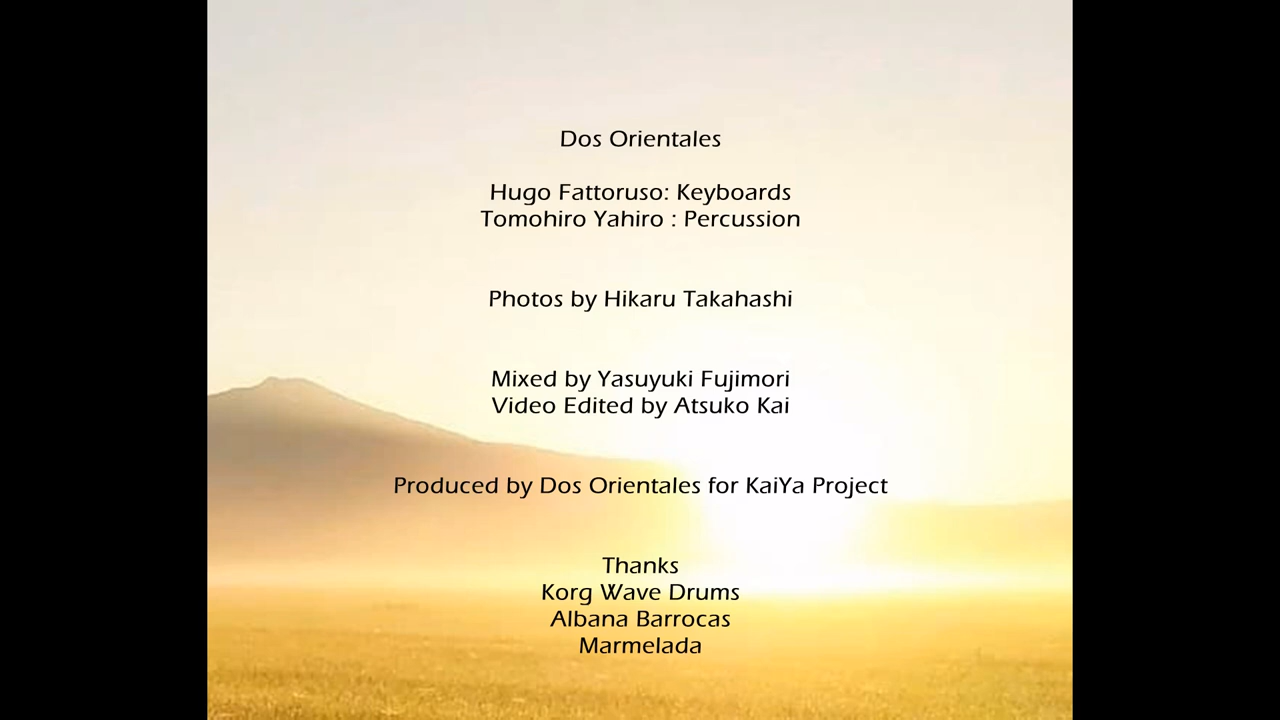 Dos Orientales
Hugo Fattoruso: Keyboards
Tomohiro Yahiro : Percussion
Photos by Hikaru Takahashi
Mixed by Yasuyuki Fujimori
Video Edited by Atsuko Kai
Produced by Dos Orientales for KaiYa Project
Thanks
Korg Wave Drums
Albana Barrocas
Marmelada